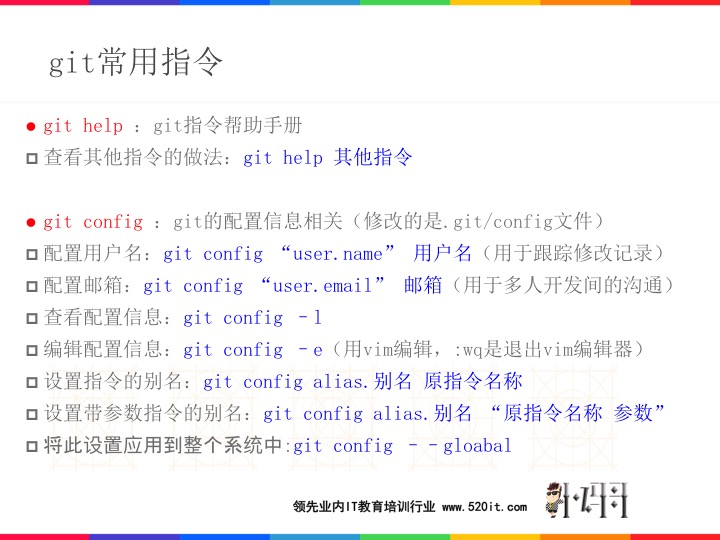 git常用指令
git help ：git指令帮助手册
查看其他指令的做法：git help 其他指令
git config ：git的配置信息相关（修改的是.git/config文件）
配置用户名：git config “user.name” 用户名（用于跟踪修改记录）
配置邮箱：git config “user.email” 邮箱（用于多人开发间的沟通）
查看配置信息：git config –l
编辑配置信息：git config –e（用vim编辑，:wq是退出vim编辑器）
设置指令的别名：git config alias.别名 原指令名称
设置带参数指令的别名：git config alias.别名 “原指令名称 参数”
将此设置应用到整个系统中:git config ––gloabal
领先业内IT教育培训行业 www.520it.com
小码哥